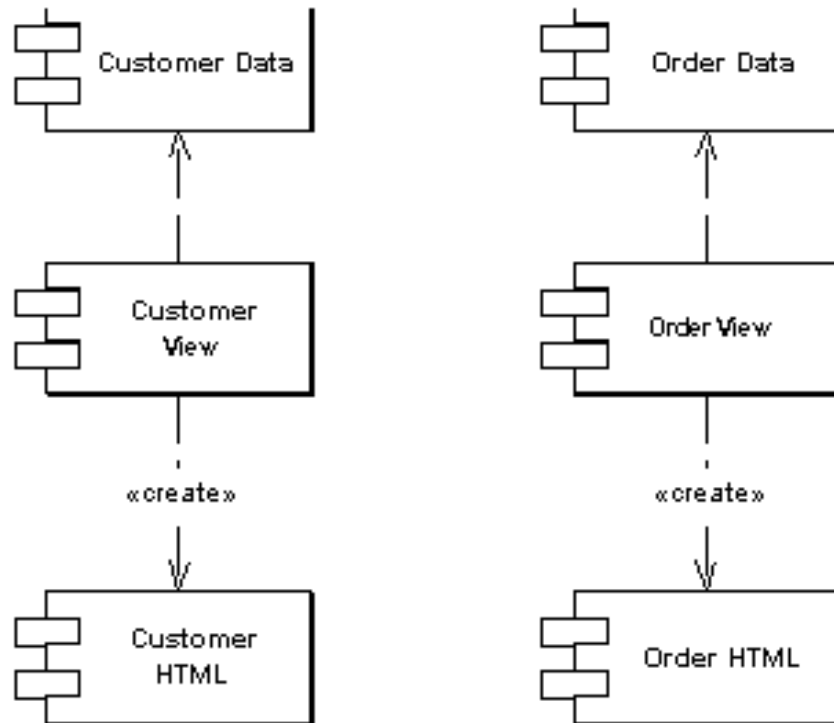 Customer Data
Order Data
Customer
View
Order View
«create»
«create»
Customer
HTML
Order HTML